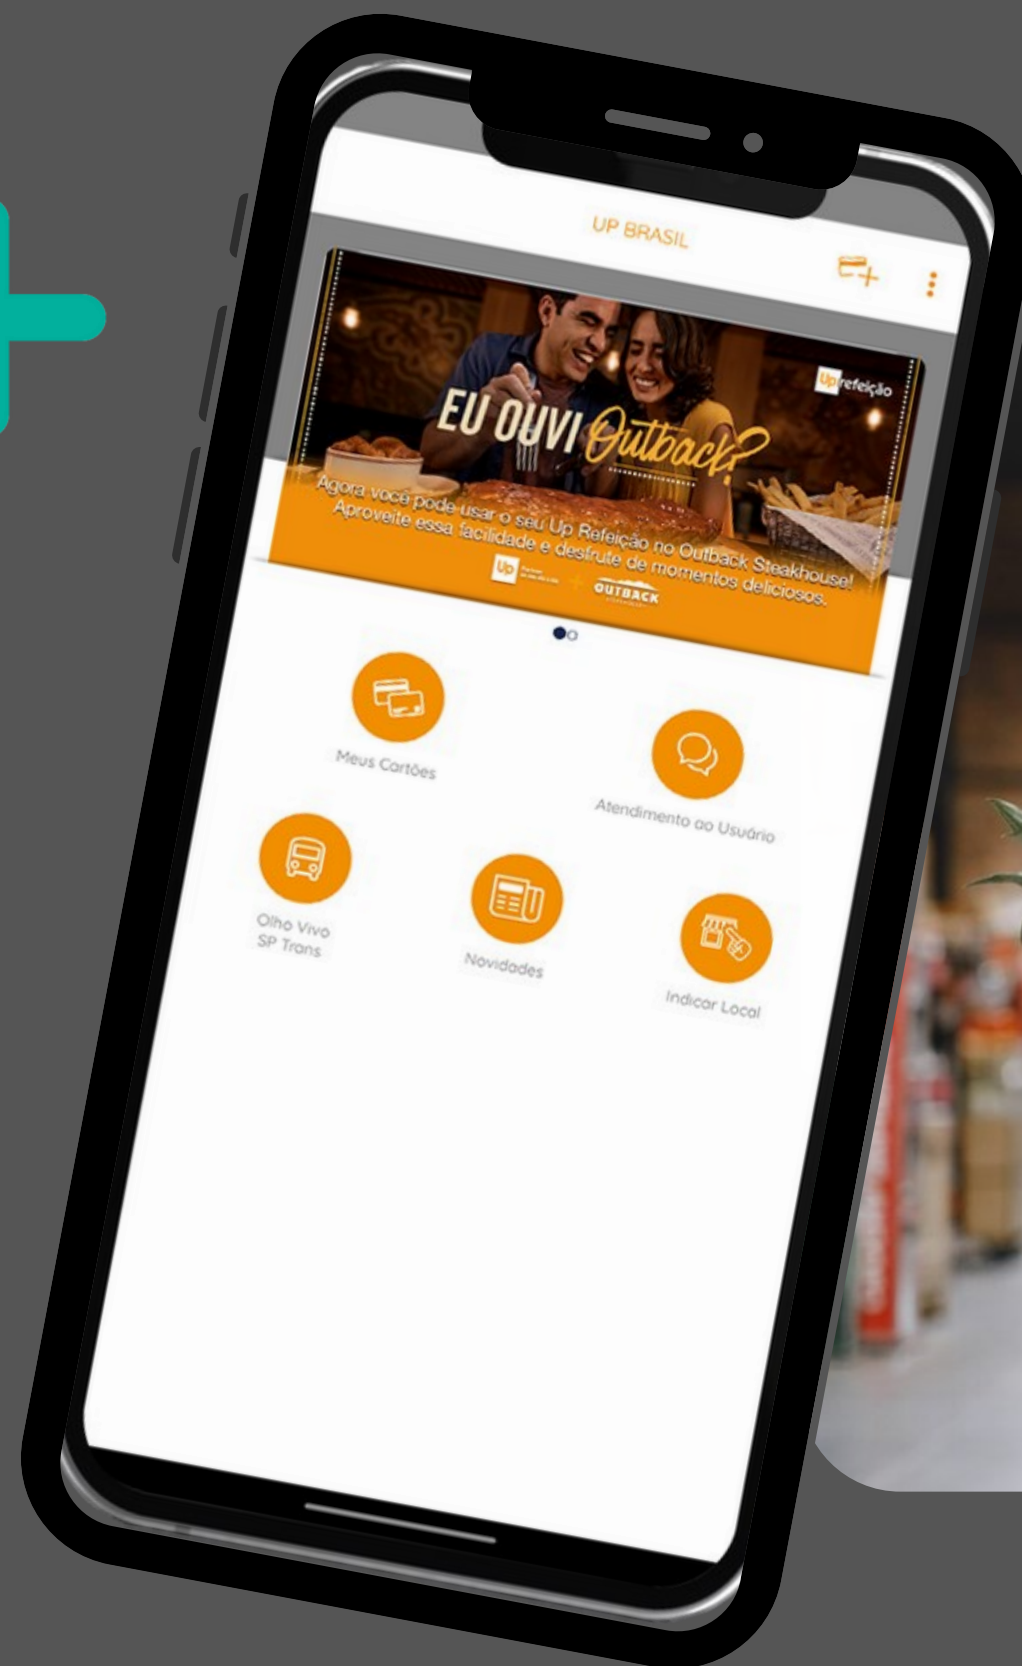 UP BRASIL
Up refeição
EU OUVI Outback?
Agora você pode usar o seu Up Refeição no Outback Steakhouse!
Aproveite essa facilidade e desfrute de momentos deliciosos.
Up
OUTBACK
Meus Cartões
Atendimento ao Usuário
Olho Vivo
SP Trans
Novidades
Indicar Local